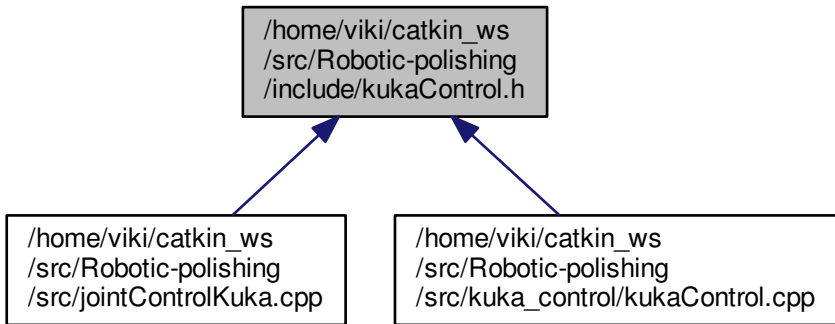 /home/viki/catkin_ws
/src/Robotic-polishing
/include/kukaControl.h
/home/viki/catkin_ws
/src/Robotic-polishing
/src/jointControlKuka.cpp
/home/viki/catkin_ws
/src/Robotic-polishing
/src/kuka_control/kukaControl.cpp